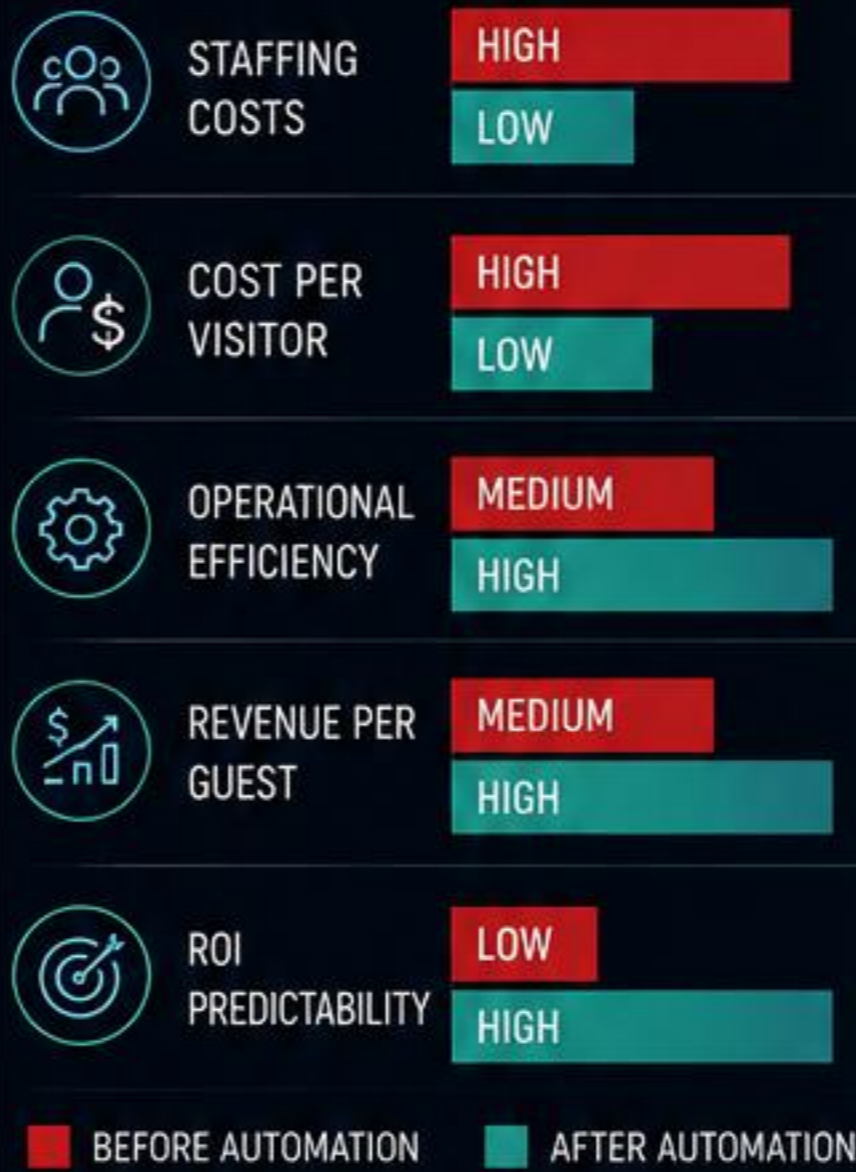 STAFFING
COSTS
HIGH
LOW
COST PER
VISITOR
HIGH
LOW
OPERATIONAL
EFFICIENCY
MEDIUM
HIGH
$
REVENUE PER
GUEST
MEDIUM
HIGH
ROI
PREDICTABILITY
LOW
HIGH
BEFORE AUTOMATION
AFTER AUTOMATION